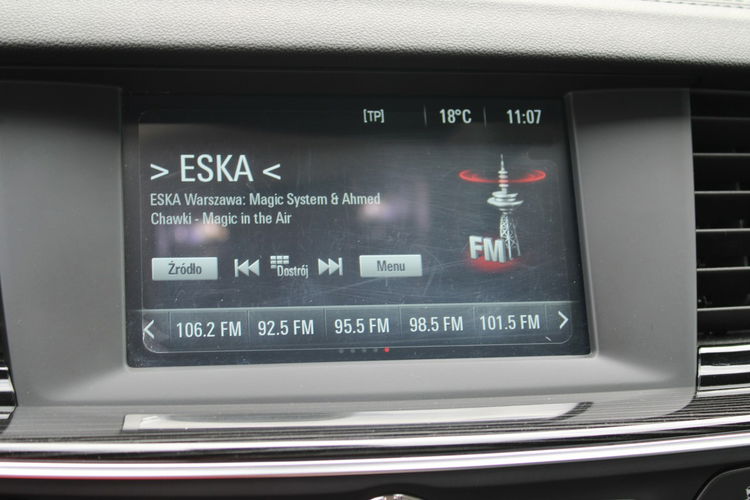 [TP] 18°C 11:07
> ESKA <
ESKA Warszawa: Magic System & Ahmed
Chawki - Magic in the Air
FM
Źródło Dostrój Menu
< 106.2 FM 92.5 FM 95.5 FM 98.5 FM 101.5 FM >